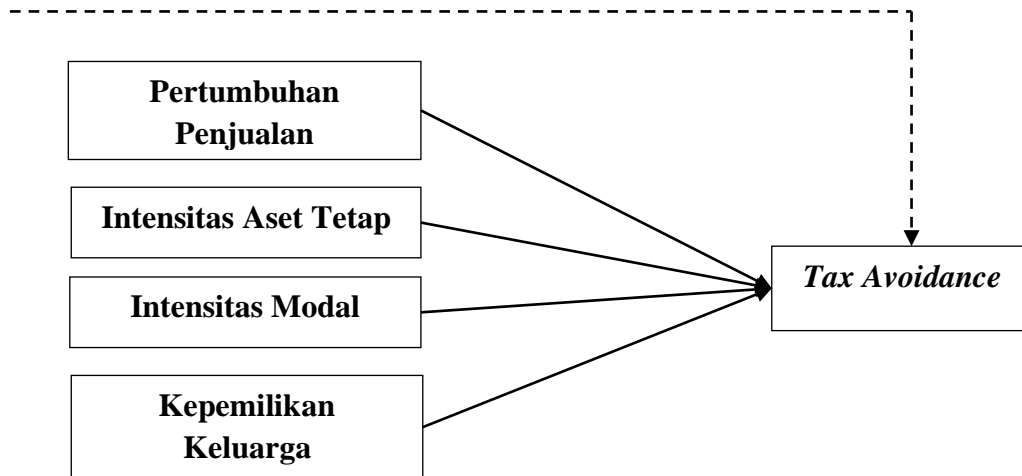 Pertumbuhan
Penjualan
Intensitas Aset Tetap
Intensitas Modal
Tax Avoidance
Kepemilikan
Keluarga